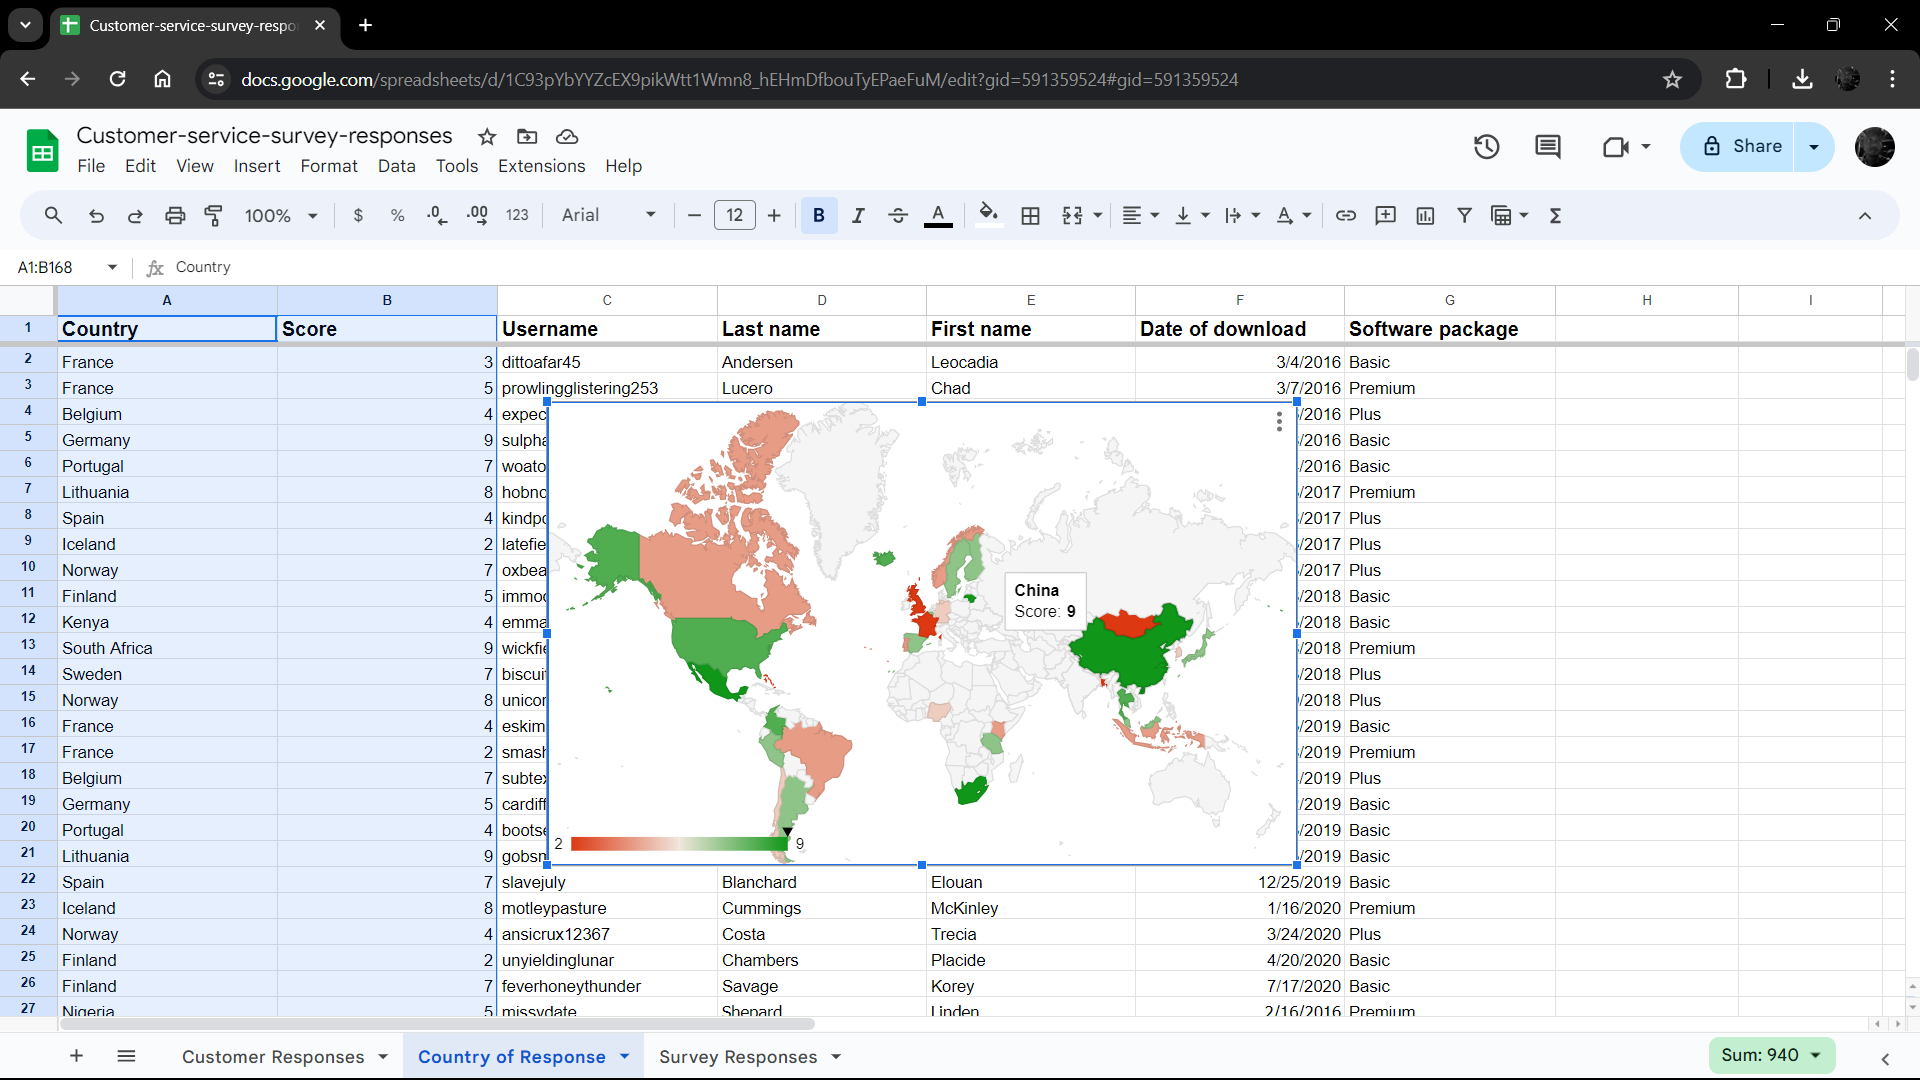 Customer-service-survey-respo
docs.google.com/spreadsheets/d/1C93pYbYYZcEX9pikWtt1Wmn8_hEHmDfbouTyEPaeFuM/edit?gid=591359524#gid=591359524
Customer-service-survey-responses
File Edit View Insert Format Data Tools Extensions Help
Share
100% $ % .0 .00 123 Arial 12 B I A
A1:B168 fx Country
A B C D E F G H I
1 Country Score Username Last name First name Date of download Software package
2 France 3 dittoafar45 Andersen Leocadia 3/4/2016 Basic
3 France 5 prowlingglistering253 Lucero Chad 3/7/2016 Premium
4 Belgium 4 expec /2016 Plus
5 Germany 9 sulpha /2016 Basic
6 Portugal 7 woato /2016 Basic
7 Lithuania 8 hobno /2017 Premium
8 Spain 4 kindpo /2017 Plus
9 Iceland 2 latefie /2017 Plus
10 Norway 7 oxbea /2017 Plus
11 Finland 5 immod /2018 Basic
12 Kenya 4 emma /2018 Basic
13 South Africa 9 wickfie /2018 Premium
14 Sweden 7 biscui /2018 Plus
15 Norway 8 unicor /2018 Plus
16 France 4 eskim /2019 Basic
17 France 2 smash /2019 Premium
18 Belgium 7 subtex /2019 Plus
19 Germany 5 cardiff /2019 Basic
20 Portugal 4 bootse /2019 Basic
21 Lithuania 9 gobsn /2019 Basic
China
Score: 9
2 9
22 Spain 7 slavejuly Blanchard Elouan 12/25/2019 Basic
23 Iceland 8 motleypasture Cummings McKinley 1/16/2020 Premium
24 Norway 4 ansicrux12367 Costa Trecia 3/24/2020 Plus
25 Finland 2 unyieldinglunar Chambers Placide 4/20/2020 Basic
26 Finland 7 feverhoneythunder Savage Korey 7/17/2020 Basic
27 Nigeria 5 missydate Shepard Linden 2/16/2016 Premium
Customer Responses Country of Response Survey Responses Sum: 940